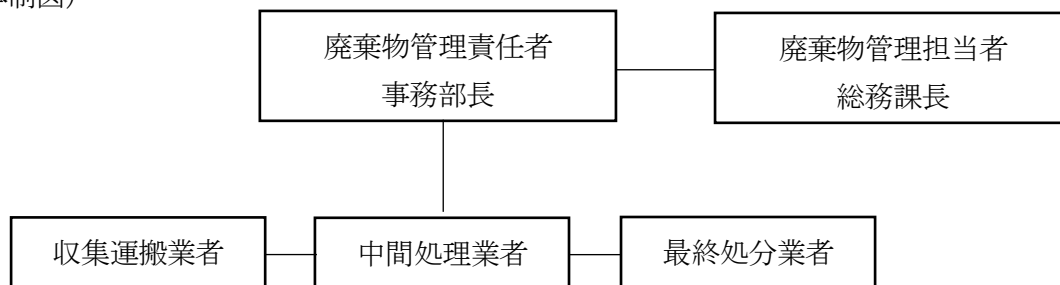 制図）
廃棄物管理責任者
事務部長
廃棄物管理担当者
総務課長
収集運搬業者
中間処理業者
最終処分業者